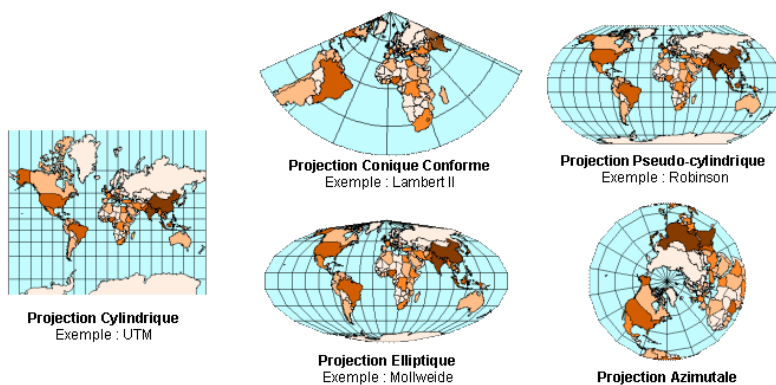 Projection Conique Conforme
Exemple : Lambert II
Projection Pseudo-cylindrique
Exemple : Robinson
Projection Cylindrique
Exemple : UTM
Projection Elliptique
Exemple : Mollweide
Projection Azimutale